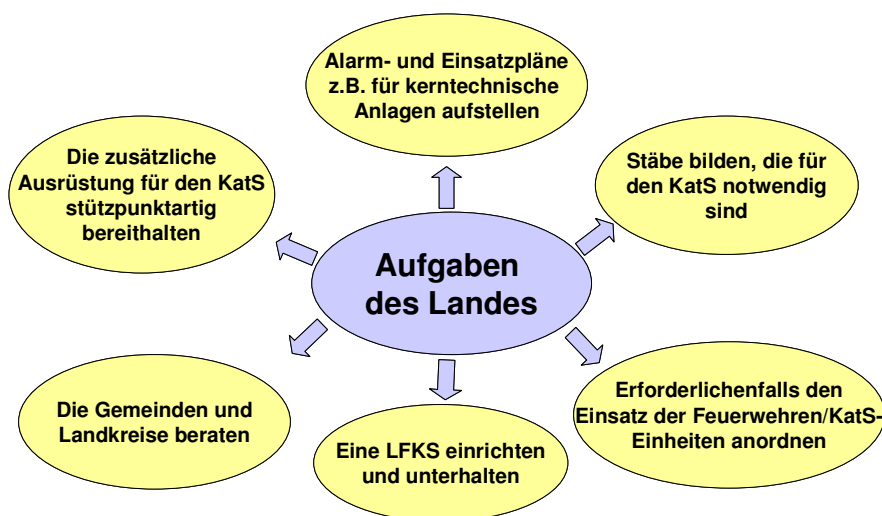 Alarm- und Einsatzpläne
z.B. für kerntechnische
Anlagen aufstellen
Die zusätzliche
Ausrüstung für den KatS
stützpunktartig
bereithalten
Stäbe bilden, die für
den KatS notwendig
sind
Aufgaben
des Landes
Die Gemeinden und
Landkreise beraten
Eine LFKS einrichten
und unterhalten
Erforderlichenfalls den
Einsatz der Feuerwehren/KatS-
Einheiten anordnen